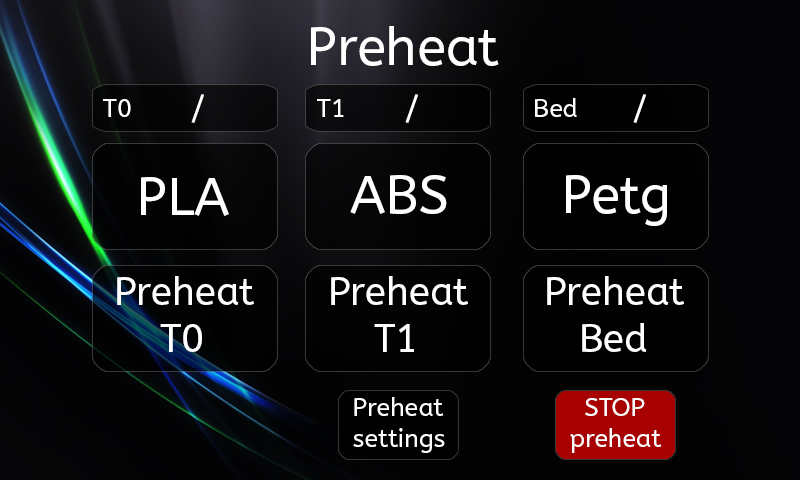 Preheat
T0 /
T1 /
Bed /
PLA
ABS
Petg
Preheat
T0
Preheat
T1
Preheat
Bed
Preheat
settings
STOP
preheat